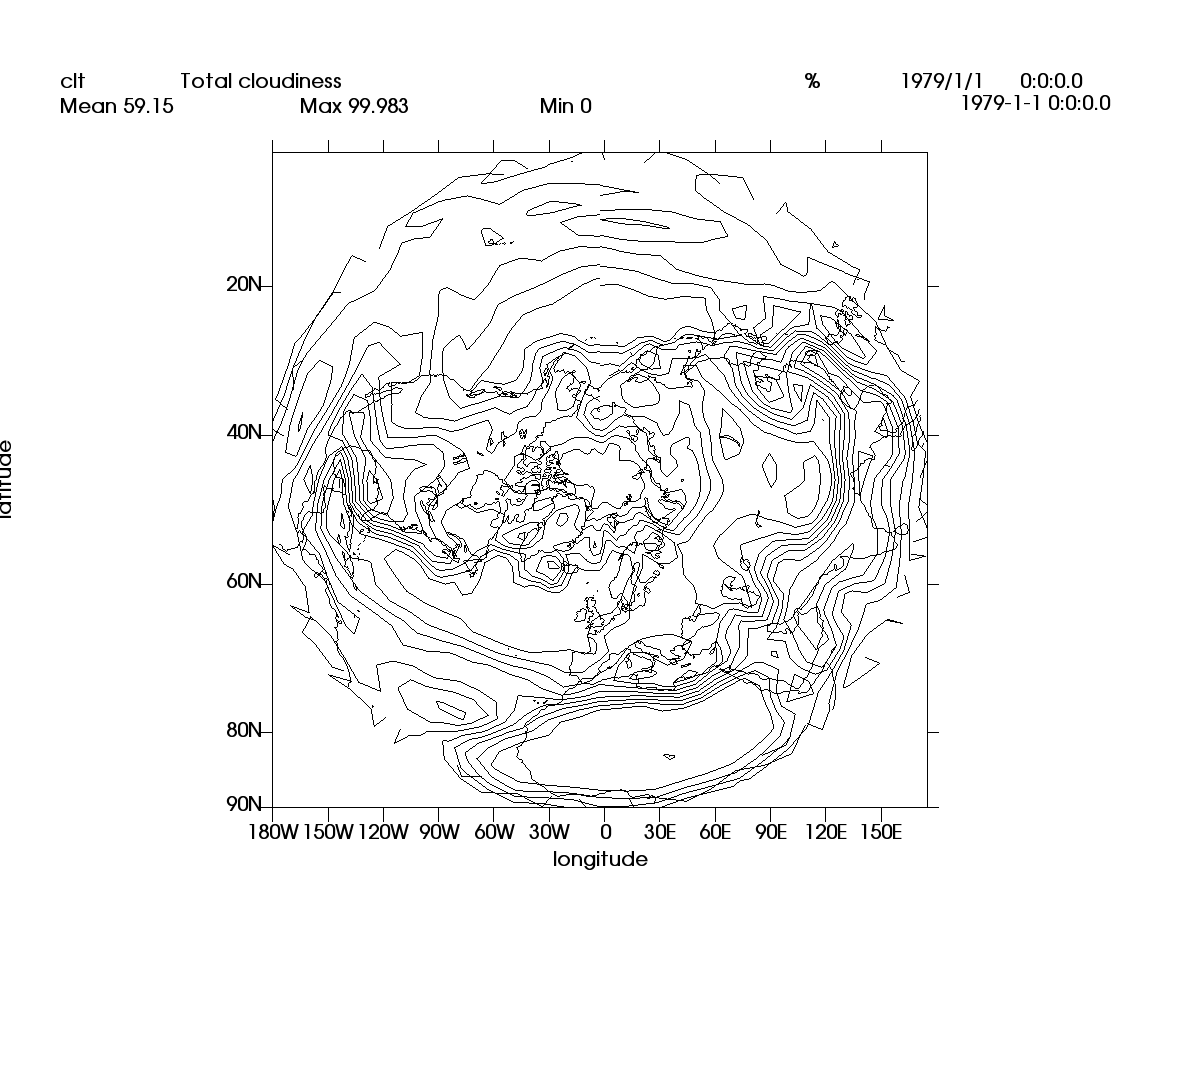 clt Total cloudiness % 1979/1/1 0:0:0.0
Mean 59.15 Max 99.983 Min 0 1979-1-1 0:0:0.0
20N
40N
latitude
60N
80N
90N
180W 150W 120W 90W 60W 30W 0 30E 60E 90E 120E 150E
longitude